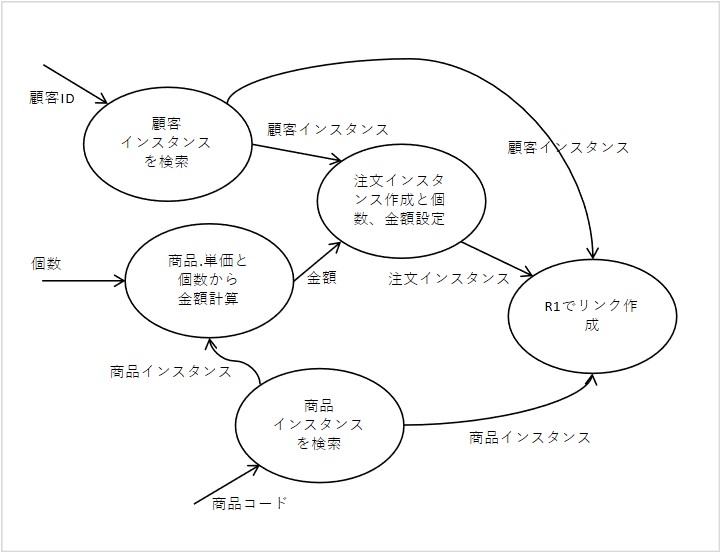 顧客ID
顧客
インスタンス
を検索
顧客インスタンス
顧客インスタンス
注文インスタ
ンス作成と個
数、金額設定
個数
商品.単価と
個数から
金額計算
金額
注文インスタンス
R1でリンク作
成
商品インスタンス
商品
インスタンス
を検索
商品インスタンス
商品コード